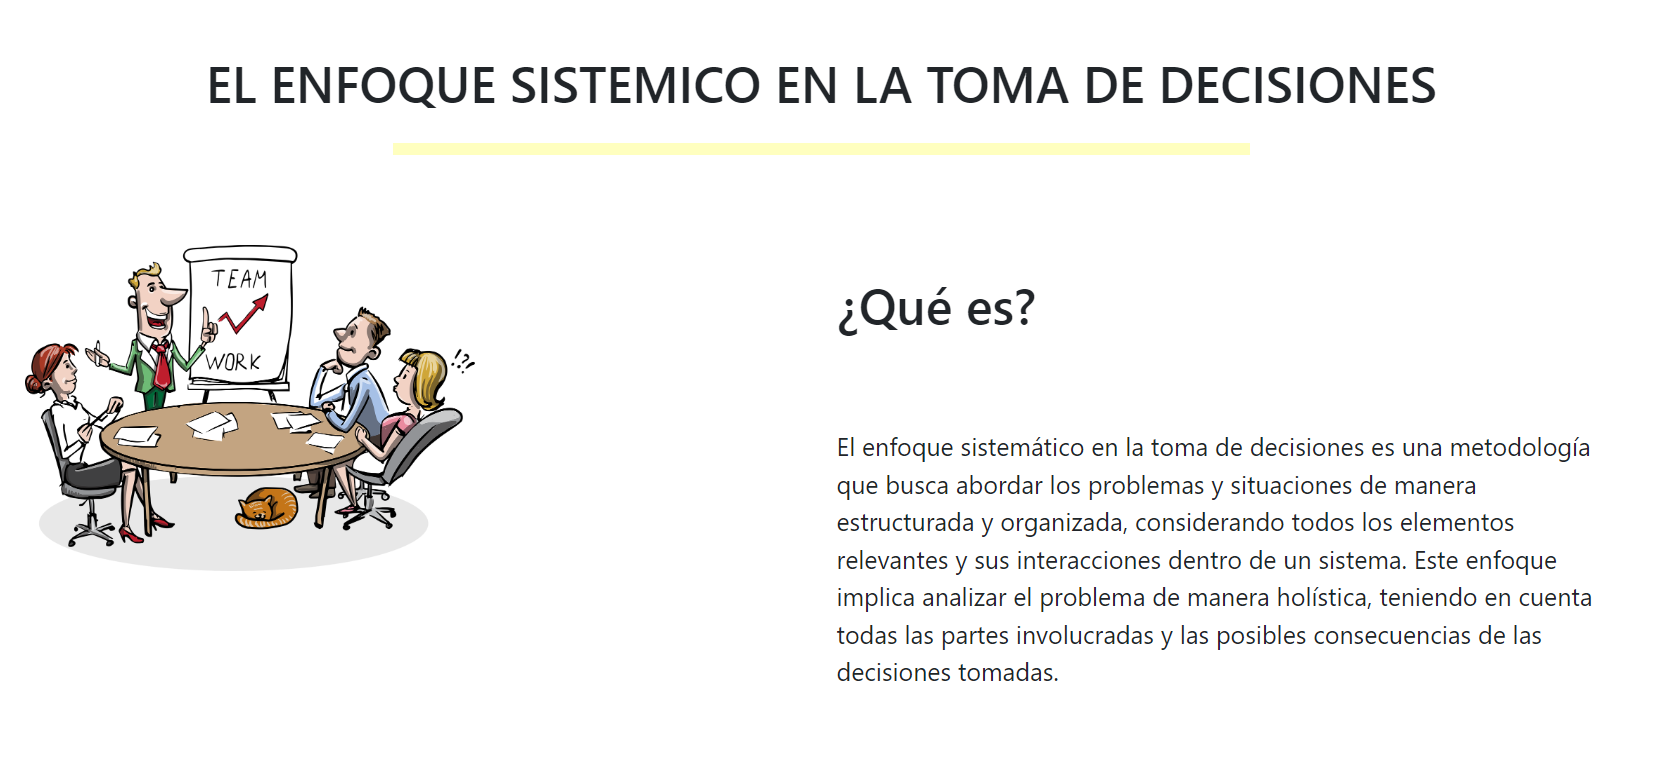 EL ENFOQUE SISTEMICO EN LA TOMA DE DECISIONES
TEAM
WORK
!?!
¿Qué es?
El enfoque sistemático en la toma de decisiones es una metodología
que busca abordar los problemas y situaciones de manera
estructurada y organizada, considerando todos los elementos
relevantes y sus interacciones dentro de un sistema. Este enfoque
implica analizar el problema de manera holística, teniendo en cuenta
todas las partes involucradas y las posibles consecuencias de las
decisiones tomadas.